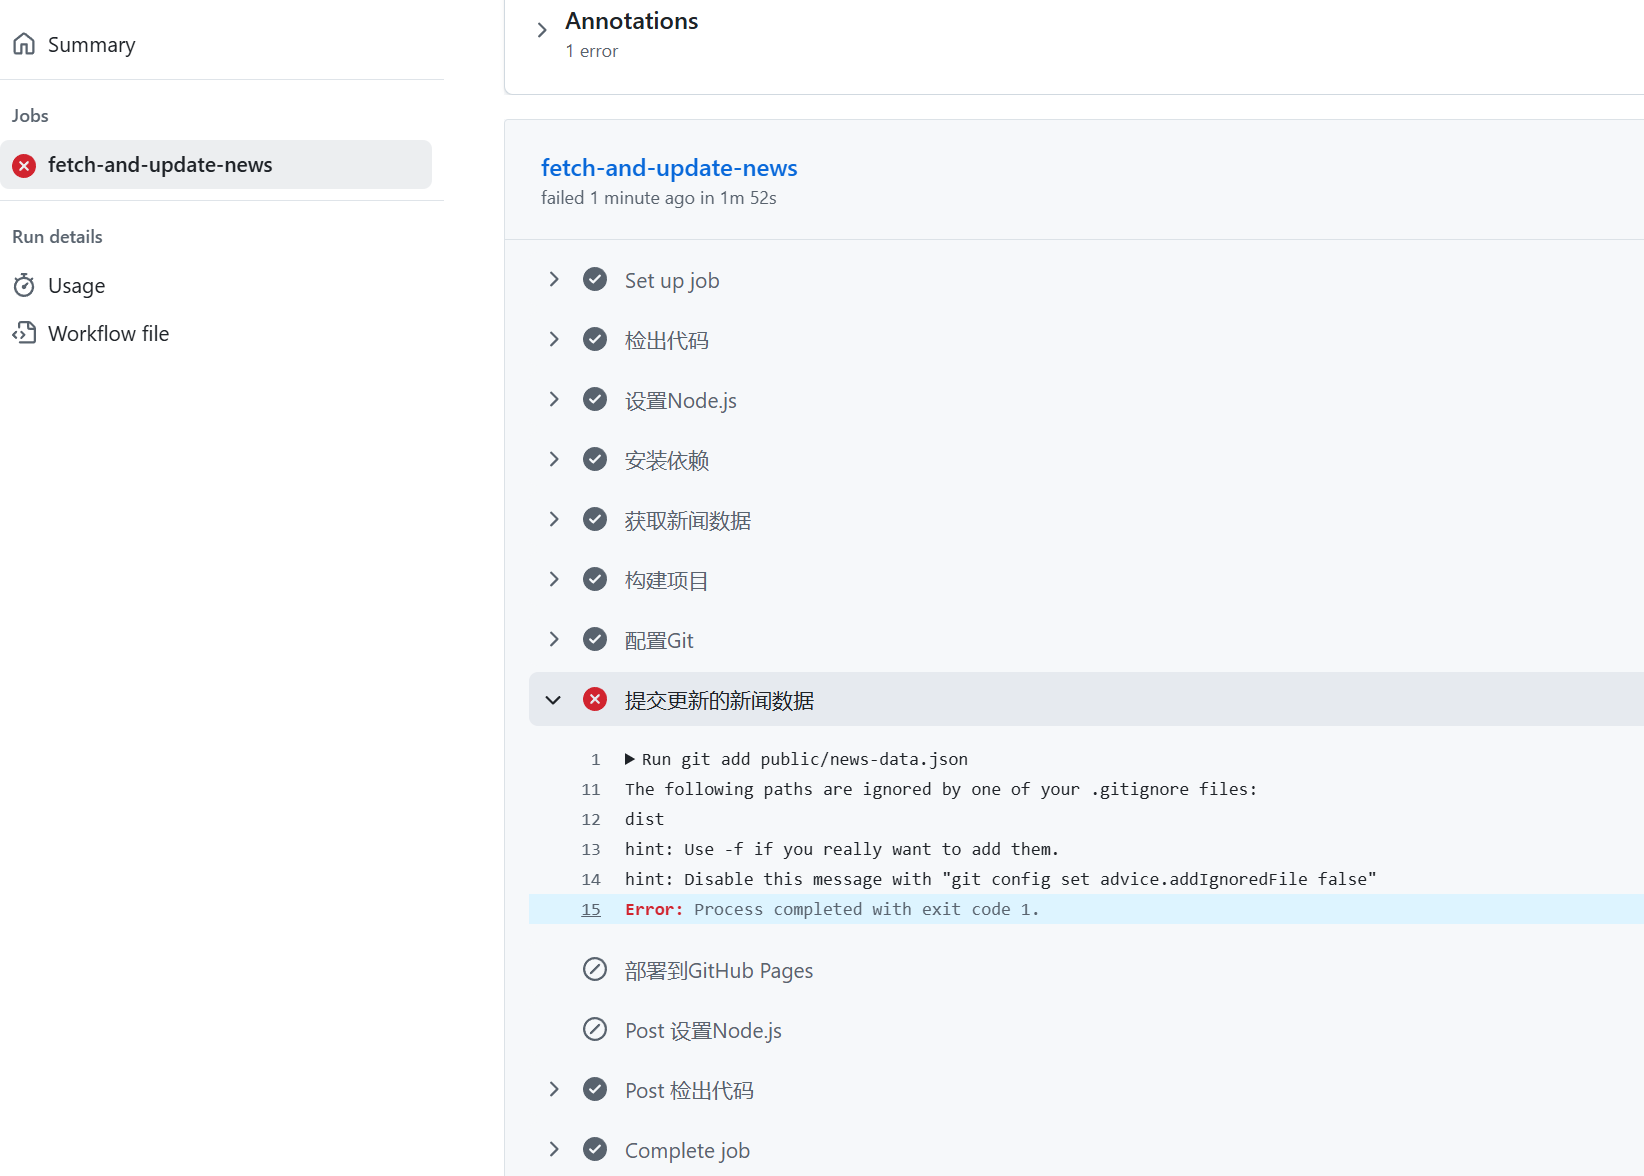 Summary
Jobs
fetch-and-update-news
Run details
Usage
Workflow file
Annotations
1 error
fetch-and-update-news
failed 1 minute ago in 1m 52s
Set up job
检出代码
设置Node.js
安装依赖
获取新闻数据
构建项目
配置Git
提交更新的新闻数据
1 Run git add public/news-data.json
11 The following paths are ignored by one of your .gitignore files:
12 dist
13 hint: Use -f if you really want to add them.
14 hint: Disable this message with "git config set advice.addIgnoredFile false"
15 Error: Process completed with exit code 1.
部署到GitHub Pages
Post 设置Node.js
Post 检出代码
Complete job